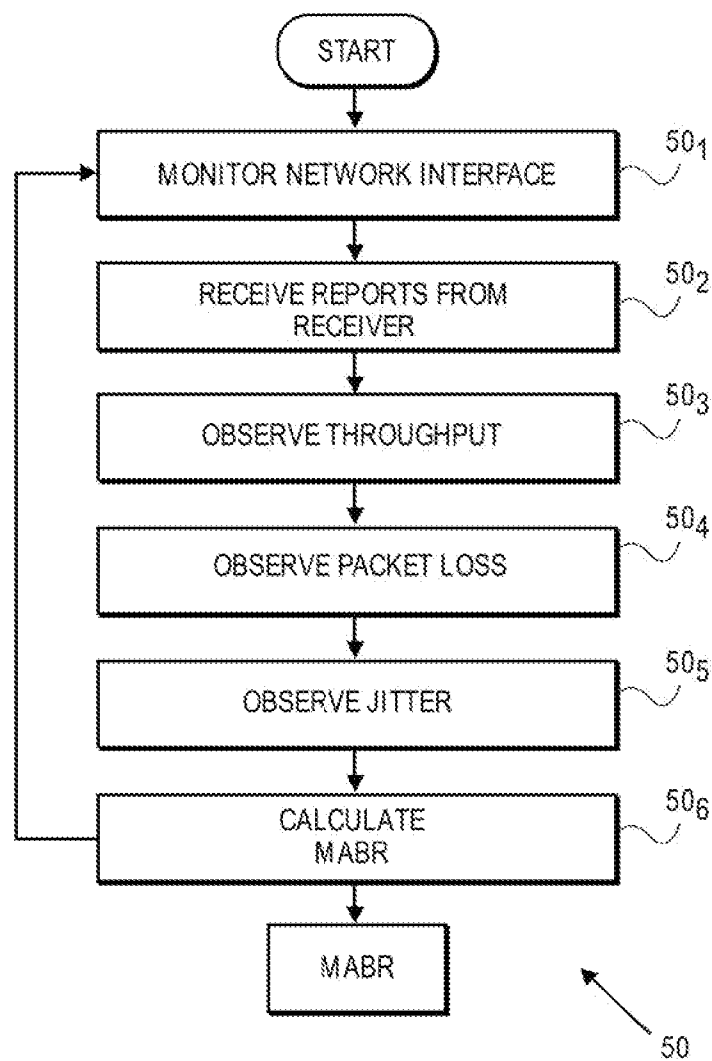 START
MONITOR NETWORK INTERFACE
50₁
RECEIVE REPORTS FROM
RECEIVER
50₂
OBSERVE THROUGHPUT
50₃
OBSERVE PACKET LOSS
50₄
OBSERVE JITTER
50₅
CALCULATE
MABR
50₆
MABR
50